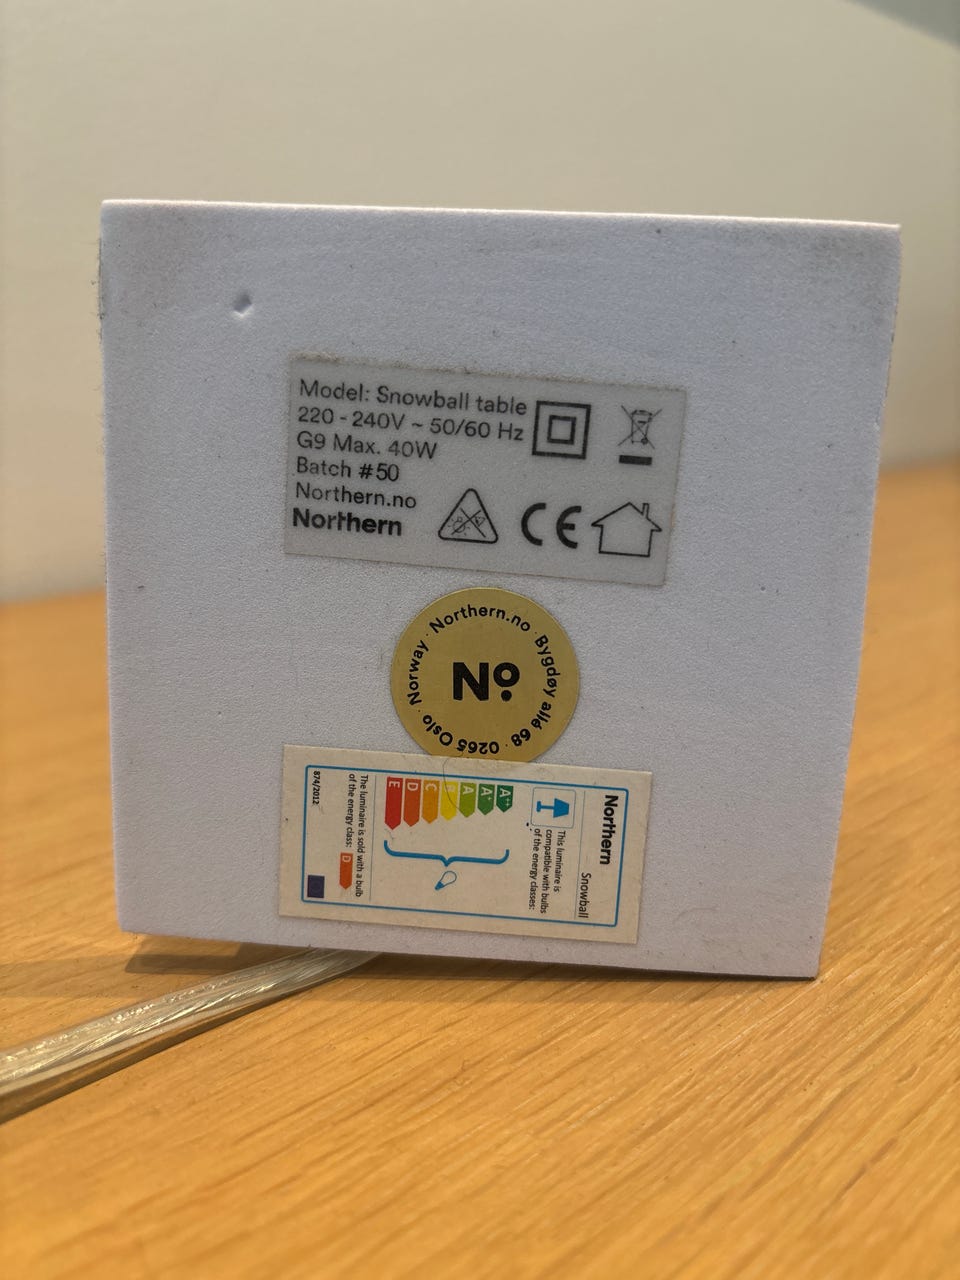 Model: Snowball table
220 - 240V ~ 50/60 Hz
G9 Max. 40W
Batch #50
Northern.no
Northern
CE
Northern.no · Bygdøy allé 68 · 0265 Oslo · Norway ·
Nº
Northern
Snowball
This luminaire is
compatible with bulbs
of the energy classes:
A++
A+
A
B
C
D
E
The luminaire is sold with a bulb
of the energy class:
D
874/2012